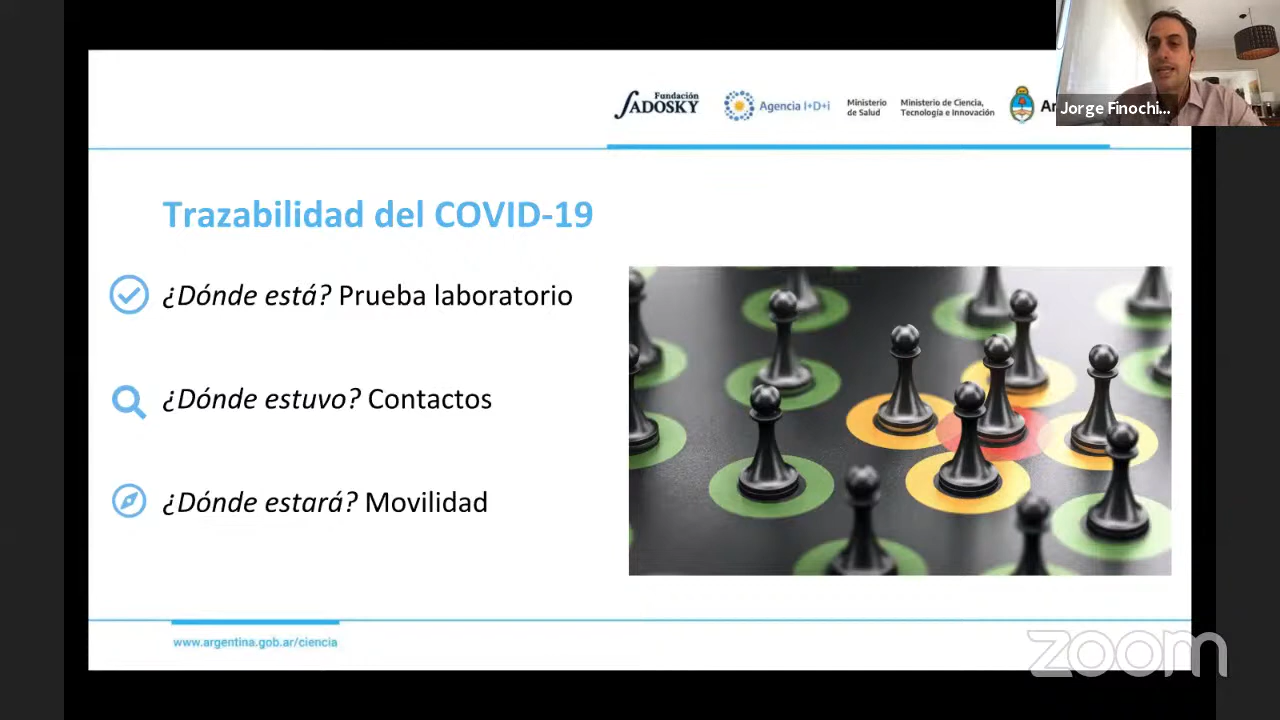 Fundación
SADOSKY
Agencia I+D+i
Ministerio
de Salud
Ministerio de Ciencia,
Tecnología e Innovación
Jorge Finochi...
Trazabilidad del COVID-19
¿Dónde está? Prueba laboratorio
¿Dónde estuvo? Contactos
¿Dónde estará? Movilidad
www.argentina.gob.ar/ciencia
zoom